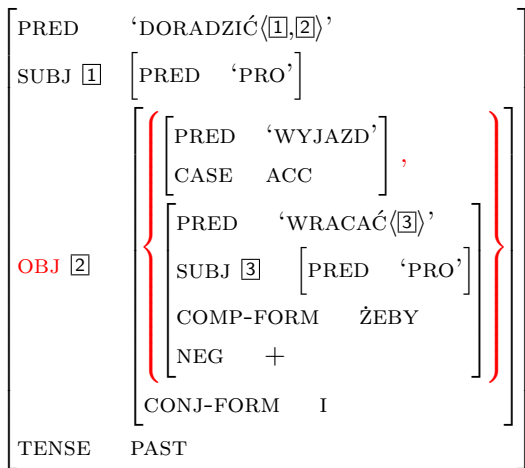 PRED ‘DORADZIĆ⟨1,2⟩’
SUBJ 1 [PRED ‘PRO’]
PRED ‘WYJAZD’
CASE ACC ,
OBJ 2
PRED ‘WRACAĆ⟨3⟩’
SUBJ 3 [PRED ‘PRO’]
COMP-FORM ŻEBY
NEG +
CONJ-FORM I
TENSE PAST